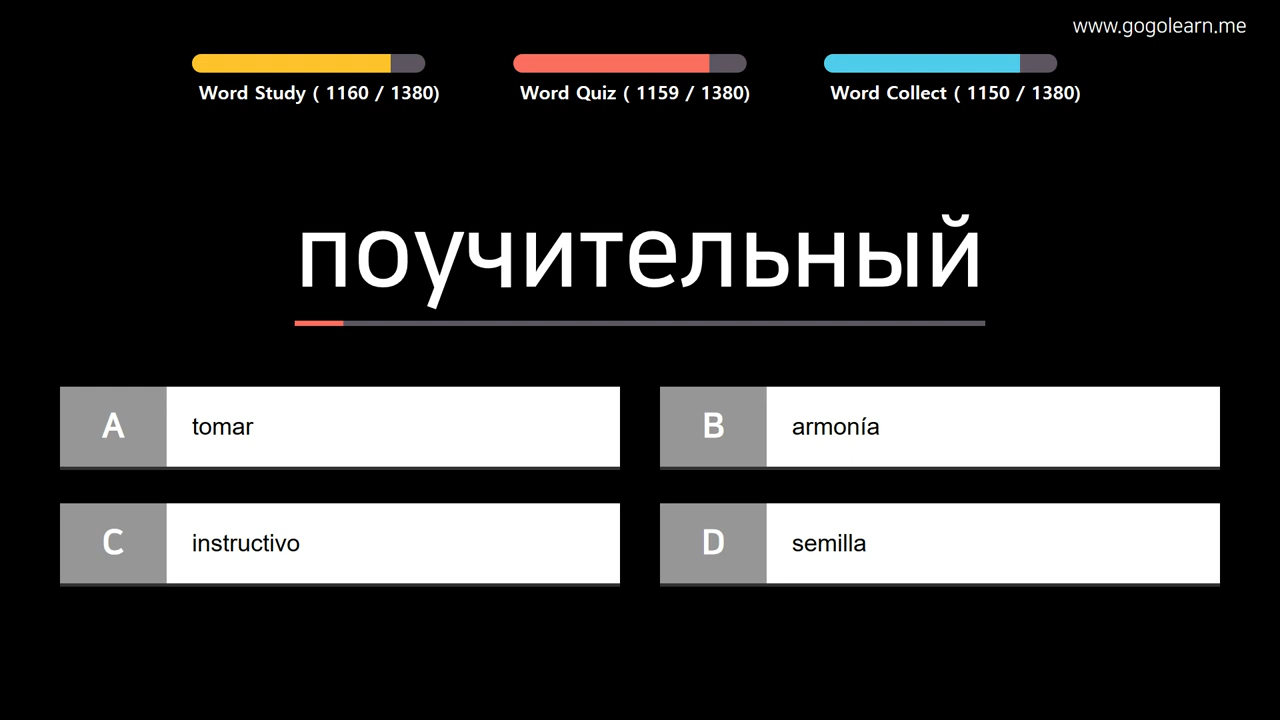 www.gogolearn.me
Word Study ( 1160 / 1380)
Word Quiz ( 1159 / 1380)
Word Collect ( 1150 / 1380)
поучительный
A tomar
B armonía
C instructivo
D semilla